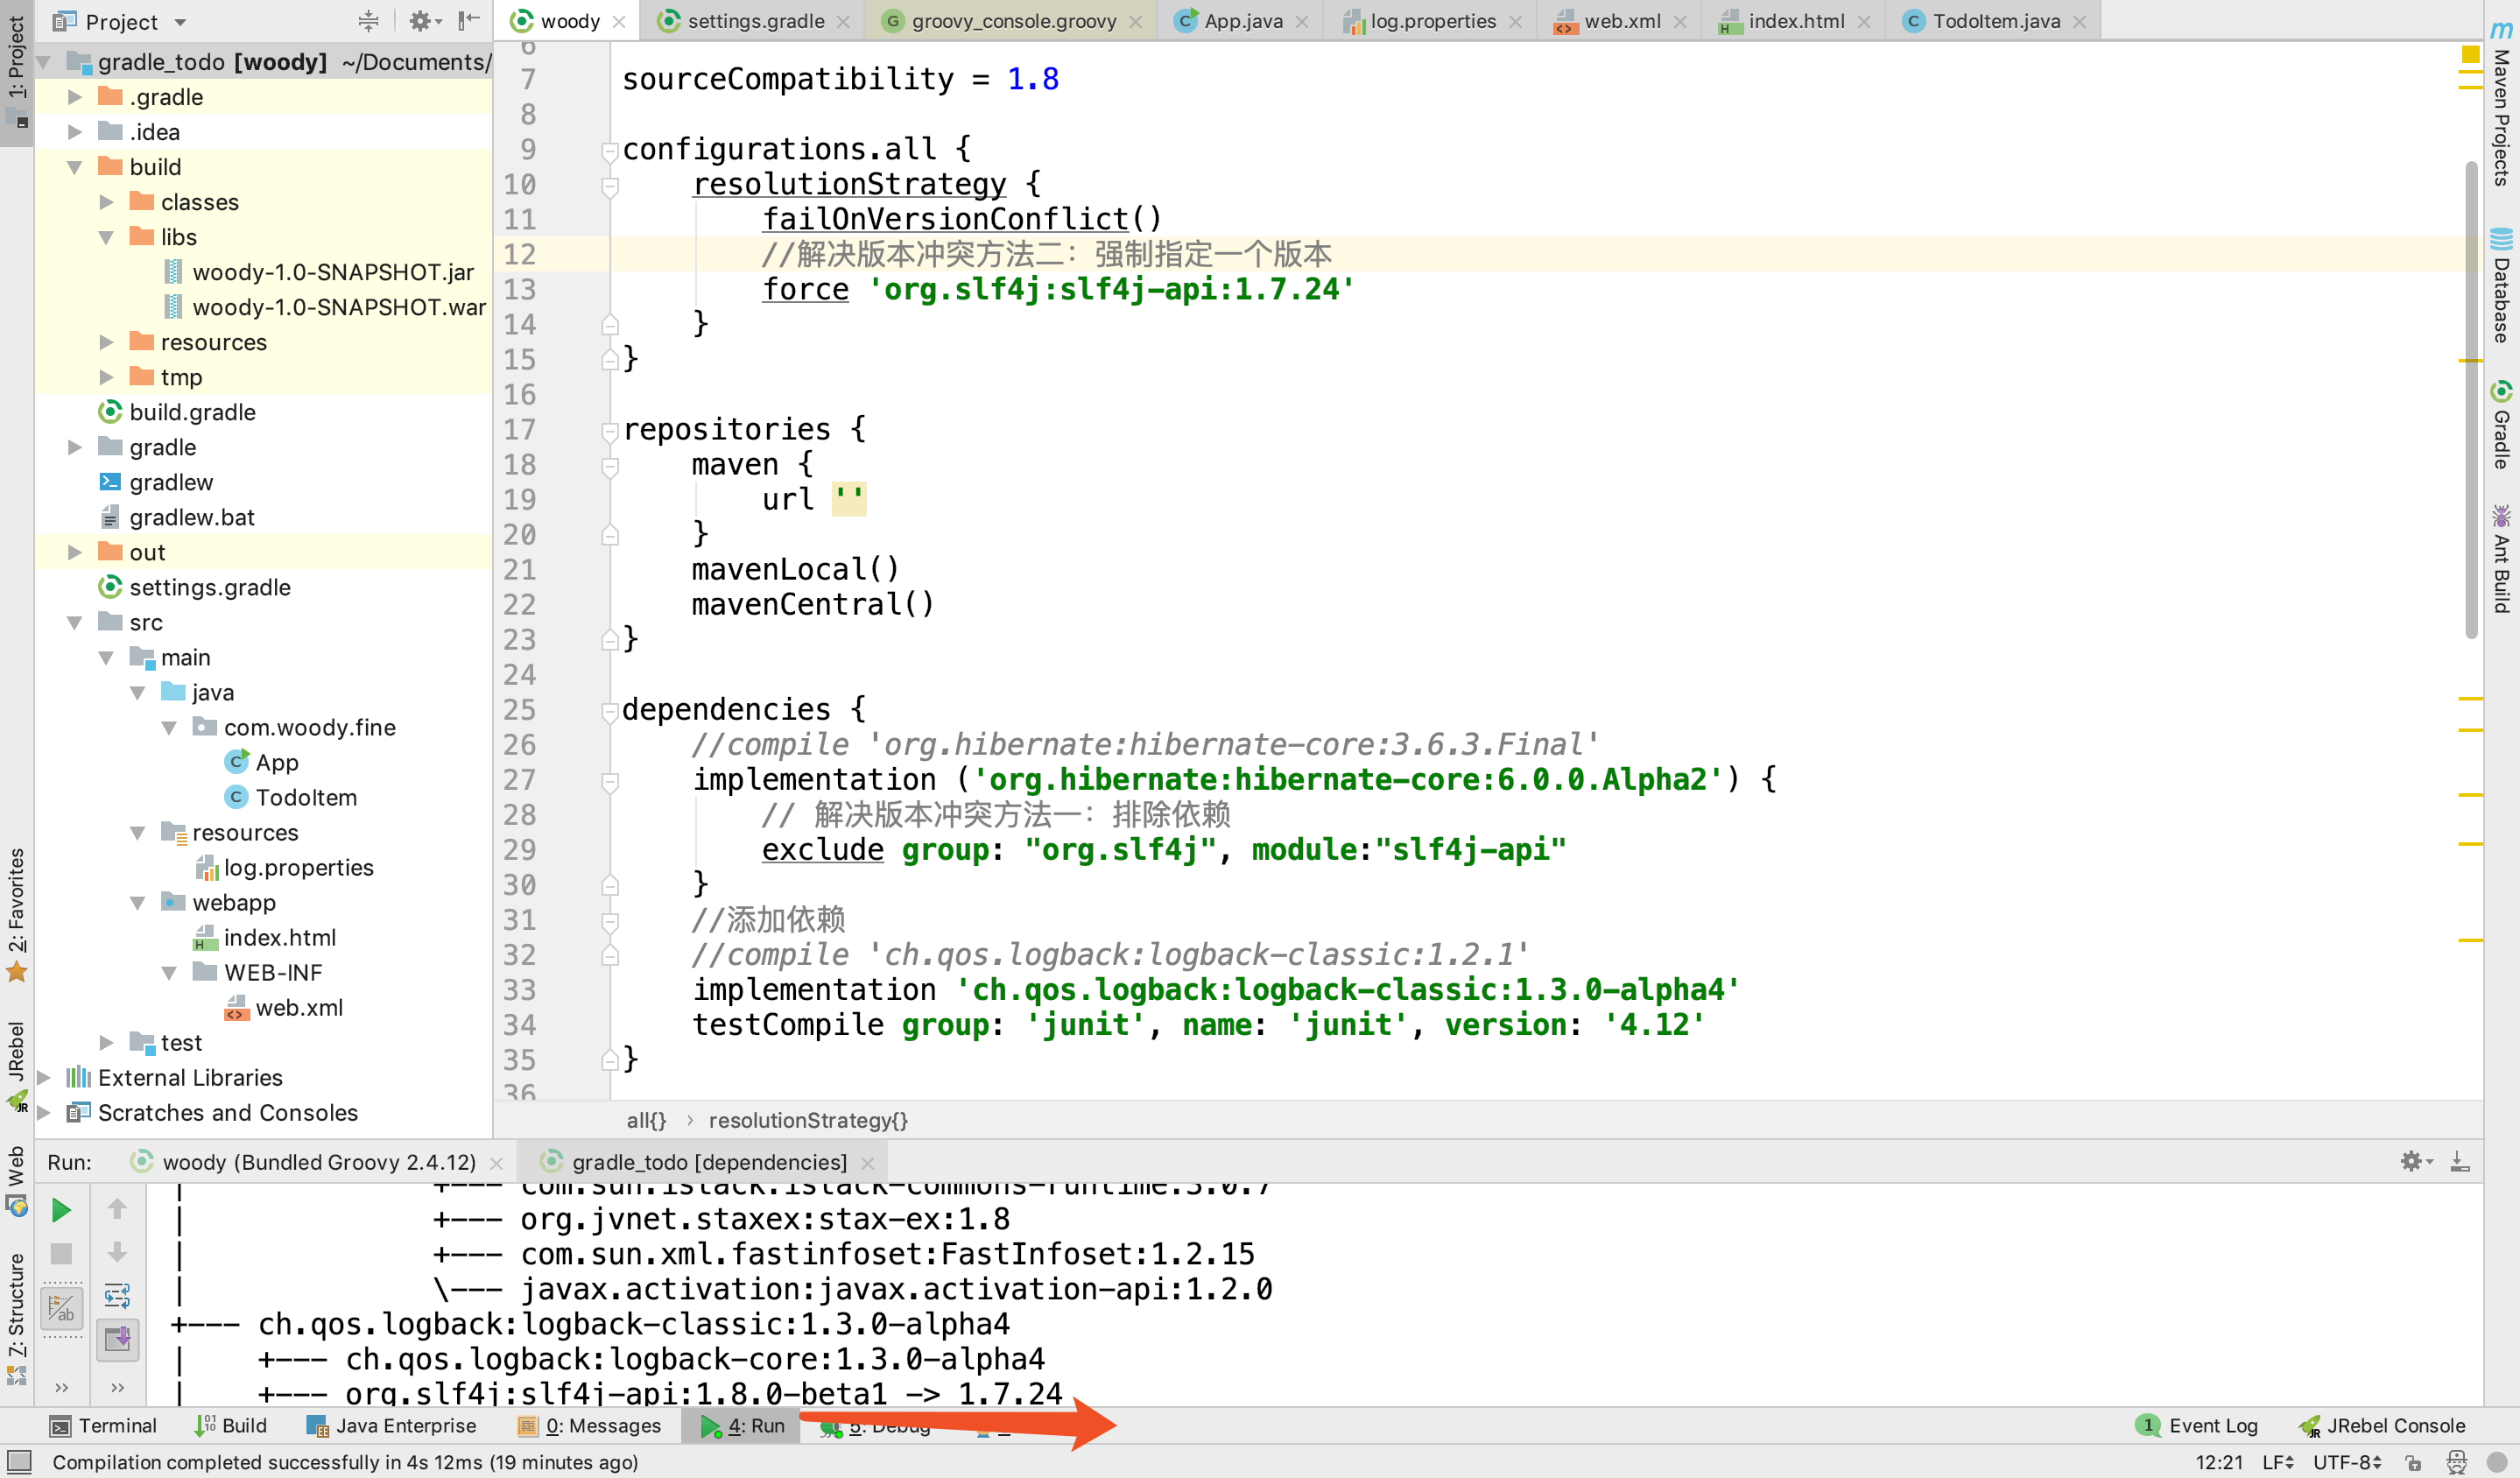 1: Project
Project
gradle_todo [woody] ~/Documents/
.gradle
.idea
build
classes
libs
woody-1.0-SNAPSHOT.jar
woody-1.0-SNAPSHOT.war
resources
tmp
build.gradle
gradle
gradlew
gradlew.bat
out
settings.gradle
src
main
java
com.woody.fine
App
TodoItem
resources
log.properties
webapp
index.html
WEB-INF
web.xml
test
External Libraries
Scratches and Consoles
2: Favorites
JRebel
Web
7: Structure
woody
settings.gradle
groovy_console.groovy
App.java
log.properties
web.xml
index.html
TodoItem.java
6
7 sourceCompatibility = 1.8
8
9 configurations.all {
10 resolutionStrategy {
11 failOnVersionConflict()
12 //解决版本冲突方法二：强制指定一个版本
13 force 'org.slf4j:slf4j-api:1.7.24'
14 }
15 }
16
17 repositories {
18 maven {
19 url ''
20 }
21 mavenLocal()
22 mavenCentral()
23 }
24
25 dependencies {
26 //compile 'org.hibernate:hibernate-core:3.6.3.Final'
27 implementation ('org.hibernate:hibernate-core:6.0.0.Alpha2') {
28 // 解决版本冲突方法一：排除依赖
29 exclude group: "org.slf4j", module:"slf4j-api"
30 }
31 //添加依赖
32 //compile 'ch.qos.logback:logback-classic:1.2.1'
33 implementation 'ch.qos.logback:logback-classic:1.3.0-alpha4'
34 testCompile group: 'junit', name: 'junit', version: '4.12'
35 }
36
all{} › resolutionStrategy{}
Maven Projects
Database
Gradle
Ant Build
Run: woody (Bundled Groovy 2.4.12) gradle_todo [dependencies]
| +--- com.sun.istack:istack-commons-runtime:3.0.7
| +--- org.jvnet.staxex:stax-ex:1.8
| +--- com.sun.xml.fastinfoset:FastInfoset:1.2.15
| \--- javax.activation:javax.activation-api:1.2.0
+--- ch.qos.logback:logback-classic:1.3.0-alpha4
| +--- ch.qos.logback:logback-core:1.3.0-alpha4
| +--- org.slf4j:slf4j-api:1.8.0-beta1 -> 1.7.24
Terminal Build Java Enterprise 0: Messages 4: Run 5: Debug Event Log JRebel Console
Compilation completed successfully in 4s 12ms (19 minutes ago) 12:21 LF UTF-8